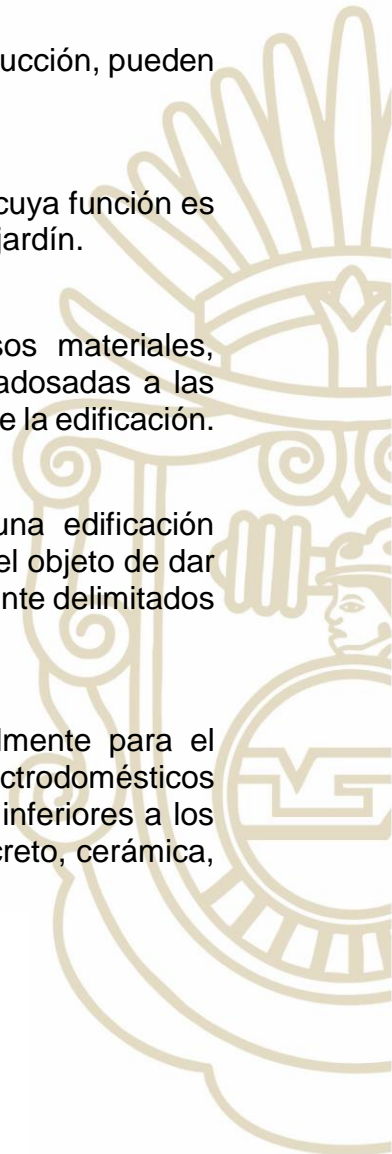 ucción, pueden
cuya función es
jardín.
sos materiales,
adosadas a las
e la edificación.
una edificación
el objeto de dar
nte delimitados
lmente para el
ectrodomésticos
inferiores a los
creto, cerámica,